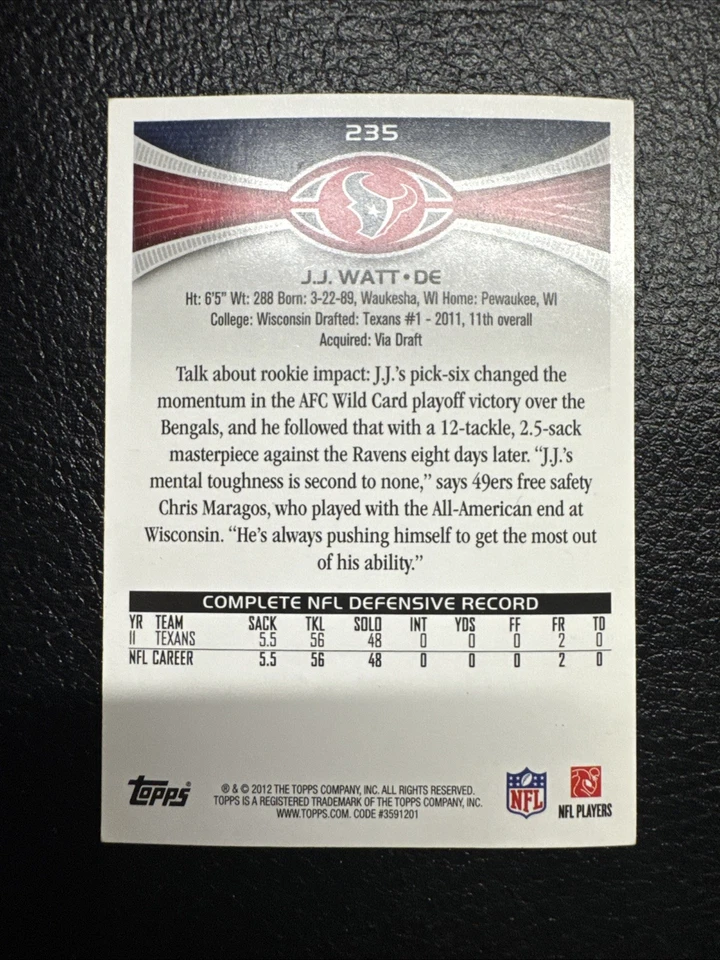 235
J.J. WATT • DE
Ht: 6'5" Wt: 288 Born: 3-22-89, Waukesha, WI Home: Pewaukee, WI
College: Wisconsin Drafted: Texans #1 - 2011, 11th overall
Acquired: Via Draft
Talk about rookie impact: J.J.'s pick-six changed the
momentum in the AFC Wild Card playoff victory over the
Bengals, and he followed that with a 12-tackle, 2.5-sack
masterpiece against the Ravens eight days later. “J.J.'s
mental toughness is second to none,” says 49ers free safety
Chris Maragos, who played with the All-American end at
Wisconsin. “He's always pushing himself to get the most out
of his ability.”
COMPLETE NFL DEFENSIVE RECORD
YR TEAM SACK TKL SOLO INT YDS FF FR TD
11 TEXANS 5.5 56 48 0 0 0 2 0
NFL CAREER 5.5 56 48 0 0 0 2 0
Topps®
® & © 2012 THE TOPPS COMPANY, INC. ALL RIGHTS RESERVED.
TOPPS IS A REGISTERED TRADEMARK OF THE TOPPS COMPANY, INC.
WWW.TOPPS.COM. CODE #3591201
NFL
NFL PLAYERS